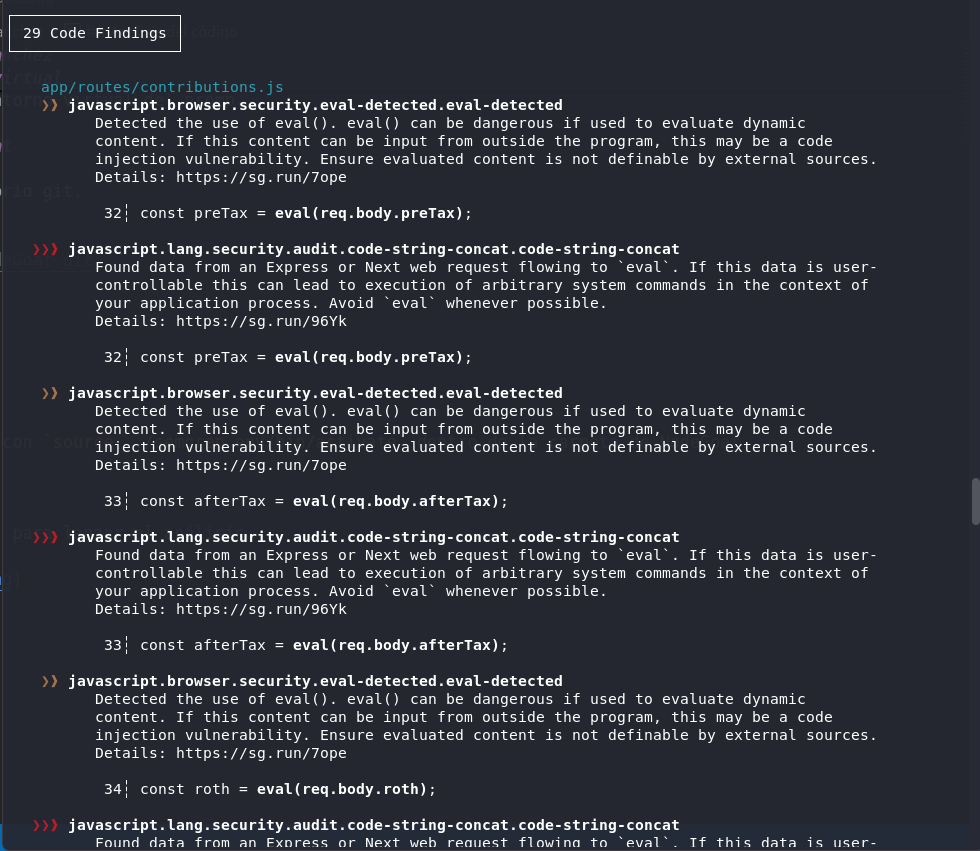 29 Code Findings
app/routes/contributions.js
❯❱ javascript.browser.security.eval-detected.eval-detected
Detected the use of eval(). eval() can be dangerous if used to evaluate dynamic
content. If this content can be input from outside the program, this may be a code
injection vulnerability. Ensure evaluated content is not definable by external sources.
Details: https://sg.run/7ope
32┆ const preTax = eval(req.body.preTax);
❯❯❱ javascript.lang.security.audit.code-string-concat.code-string-concat
Found data from an Express or Next web request flowing to `eval`. If this data is user-
controllable this can lead to execution of arbitrary system commands in the context of
your application process. Avoid `eval` whenever possible.
Details: https://sg.run/96Yk
32┆ const preTax = eval(req.body.preTax);
❯❱ javascript.browser.security.eval-detected.eval-detected
Detected the use of eval(). eval() can be dangerous if used to evaluate dynamic
content. If this content can be input from outside the program, this may be a code
injection vulnerability. Ensure evaluated content is not definable by external sources.
Details: https://sg.run/7ope
33┆ const afterTax = eval(req.body.afterTax);
❯❯❱ javascript.lang.security.audit.code-string-concat.code-string-concat
Found data from an Express or Next web request flowing to `eval`. If this data is user-
controllable this can lead to execution of arbitrary system commands in the context of
your application process. Avoid `eval` whenever possible.
Details: https://sg.run/96Yk
33┆ const afterTax = eval(req.body.afterTax);
❯❱ javascript.browser.security.eval-detected.eval-detected
Detected the use of eval(). eval() can be dangerous if used to evaluate dynamic
content. If this content can be input from outside the program, this may be a code
injection vulnerability. Ensure evaluated content is not definable by external sources.
Details: https://sg.run/7ope
34┆ const roth = eval(req.body.roth);
❯❯❱ javascript.lang.security.audit.code-string-concat.code-string-concat
Found data from an Express or Next web request flowing to `eval`. If this data is user-